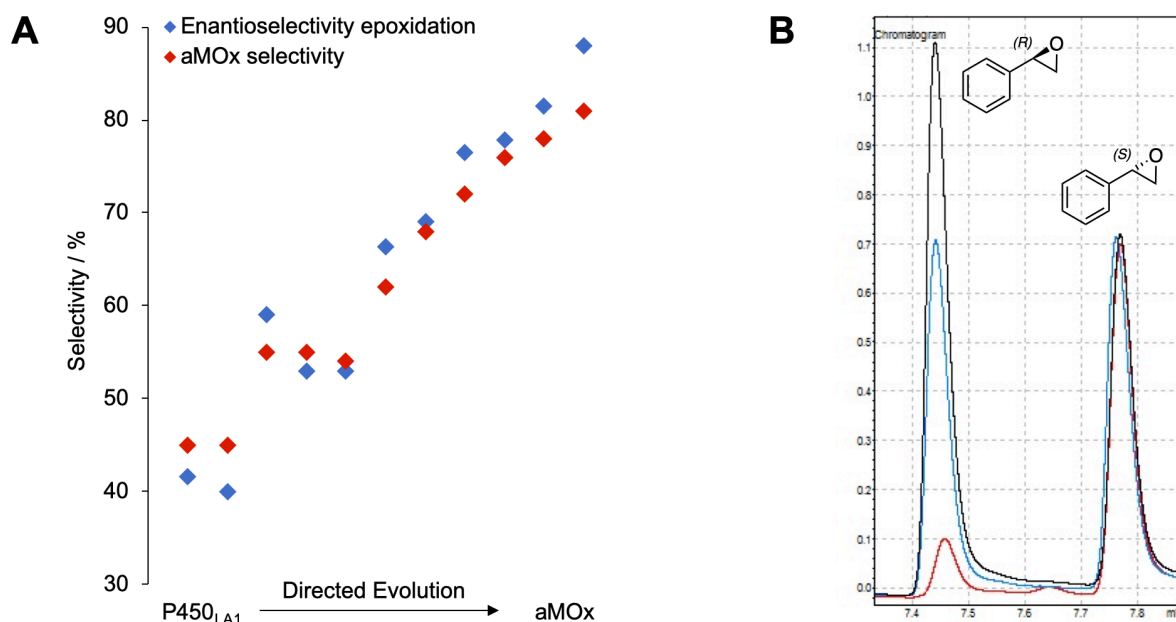 A
Enantioselectivity epoxidation
aMOx selectivity
90
80
70
60
50
40
30
Selectivity / %
Directed Evolution
P450LA1
aMOx
B
Chromatogram
1.1
1.0
0.9
0.8
0.7
0.6
0.5
0.4
0.3
0.2
0.1
0.0
(R)
O
(S)
O
7.4 7.5 7.6 7.7 7.8